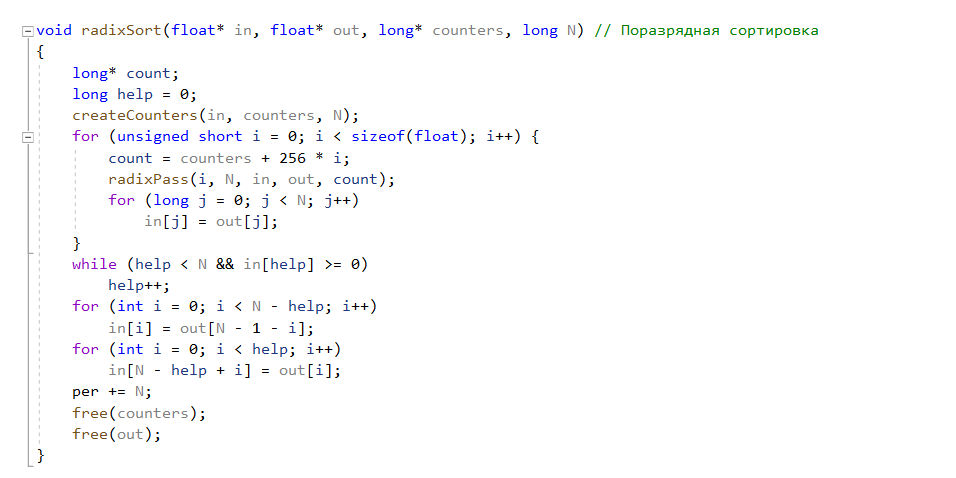 void radixSort(float* in, float* out, long* counters, long N) // Поразрядная сортировка
{
    long* count;
    long help = 0;
    createCounters(in, counters, N);
    for (unsigned short i = 0; i < sizeof(float); i++) {
        count = counters + 256 * i;
        radixPass(i, N, in, out, count);
        for (long j = 0; j < N; j++)
            in[j] = out[j];
    }
    while (help < N && in[help] >= 0)
        help++;
    for (int i = 0; i < N - help; i++)
        in[i] = out[N - 1 - i];
    for (int i = 0; i < help; i++)
        in[N - help + i] = out[i];
    per += N;
    free(counters);
    free(out);
}